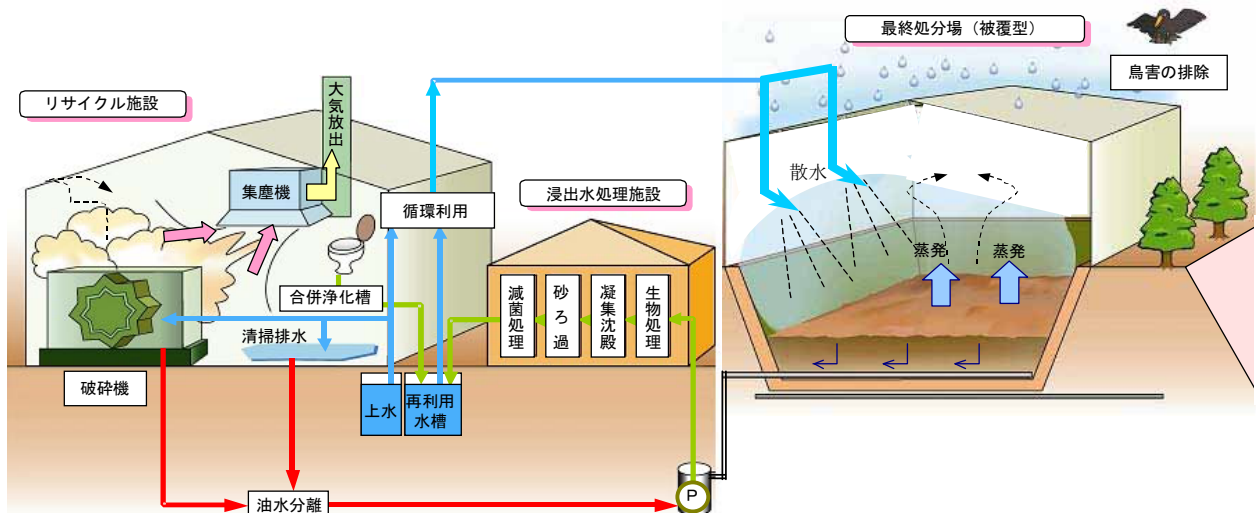 最終処分場（被覆型）
鳥害の排除
リサイクル施設
大気放出
集塵機
循環利用
浸出水処理施設
散水
蒸発
蒸発
合併浄化槽
減菌処理
砂ろ過
凝集沈殿
生物処理
清掃排水
破砕機
上水
再利用
水槽
油水分離
P